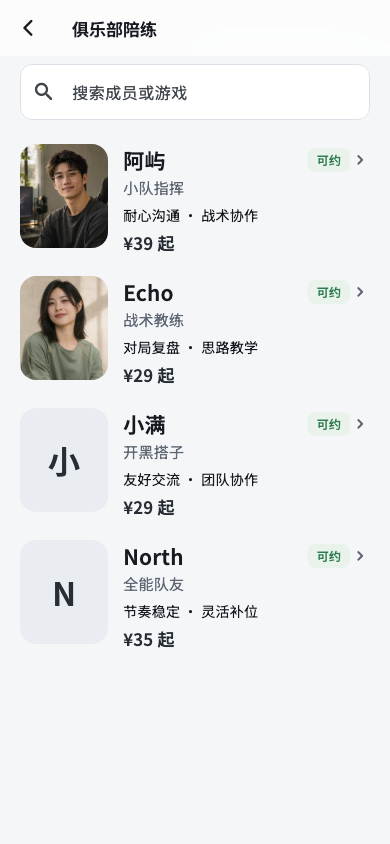 俱乐部陪练
搜索成员或游戏
阿屿
可约
小队指挥
耐心沟通 · 战术协作
¥39 起
Echo
可约
战术教练
对局复盘 · 思路教学
¥29 起
小
小满
可约
开黑搭子
友好交流 · 团队协作
¥29 起
N
North
可约
全能队友
节奏稳定 · 灵活补位
¥35 起